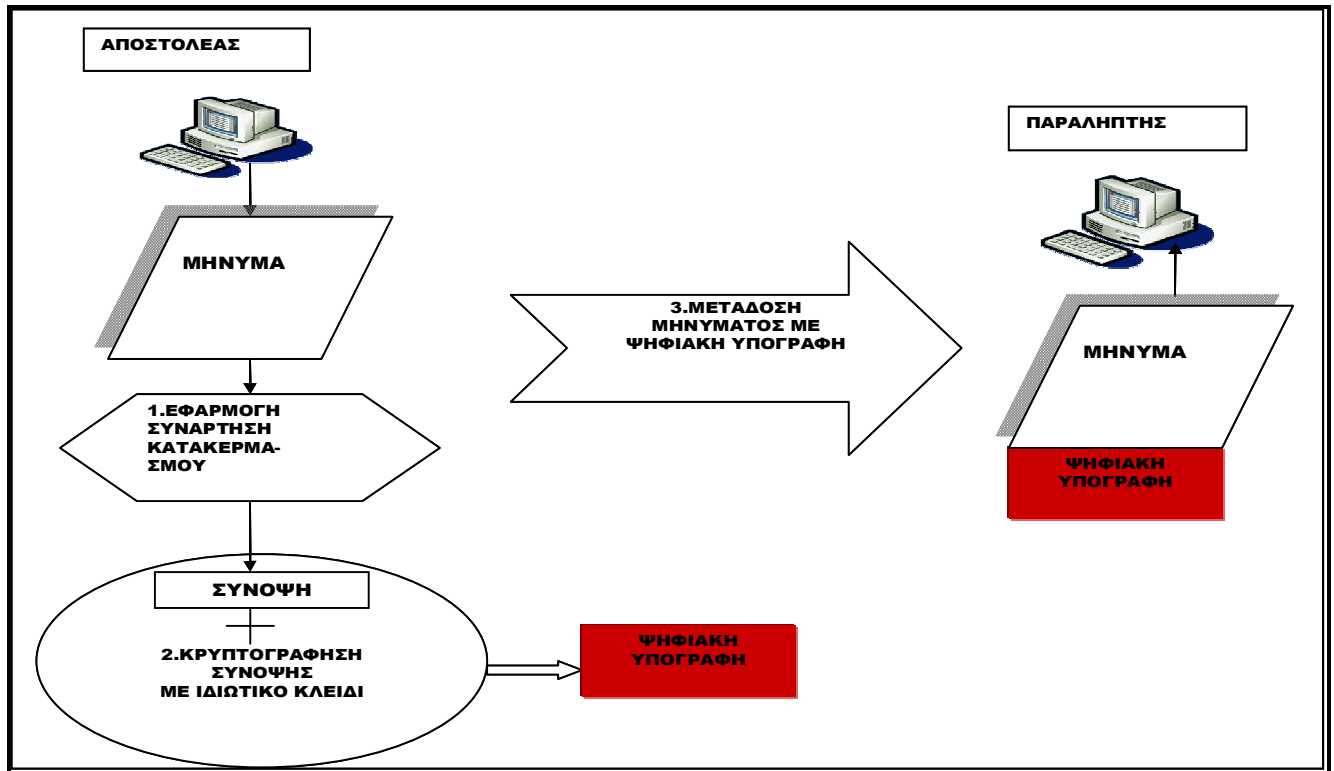 ΑΠΟΣΤΟΛΕΑΣ
ΜΗΝΥΜΑ
1.ΕΦΑΡΜΟΓΗ
ΣΥΝΑΡΤΗΣΗ
ΚΑΤΑΚΕΡΜΑ-
ΣΜΟΥ
ΣΥΝΟΨΗ
2.ΚΡΥΠΤΟΓΡΑΦΗΣΗ
ΣΥΝΟΨΗΣ
ΜΕ ΙΔΙΩΤΙΚΟ ΚΛΕΙΔΙ
ΨΗΦΙΑΚΗ
ΥΠΟΓΡΑΦΗ
3.ΜΕΤΑΔΟΣΗ
ΜΗΝΥΜΑΤΟΣ ΜΕ
ΨΗΦΙΑΚΗ ΥΠΟΓΡΑΦΗ
ΠΑΡΑΛΗΠΤΗΣ
ΜΗΝΥΜΑ
ΨΗΦΙΑΚΗ
ΥΠΟΓΡΑΦΗ